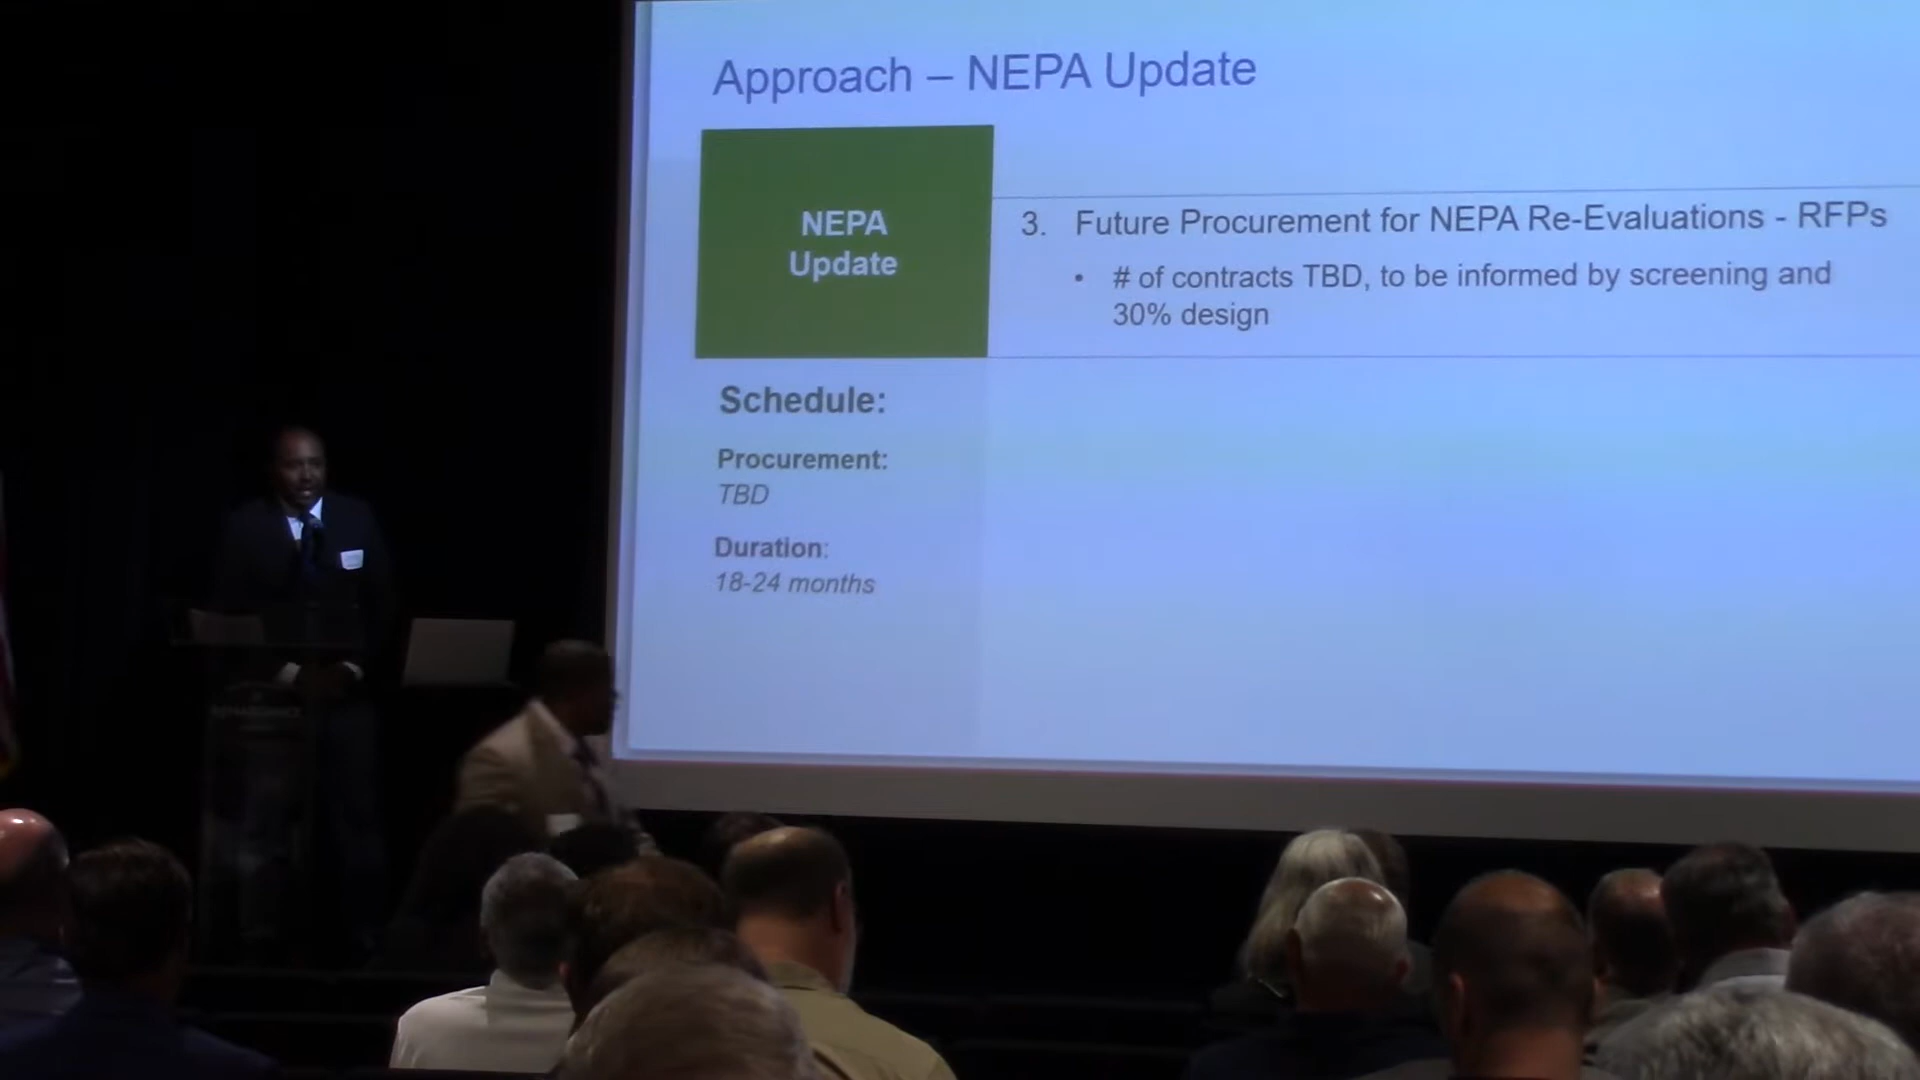 Approach – NEPA Update
NEPA
Update
3. Future Procurement for NEPA Re-Evaluations - RFPs
• # of contracts TBD, to be informed by screening and
30% design
Schedule:
Procurement:
TBD
Duration:
18-24 months
RENAISSANCE